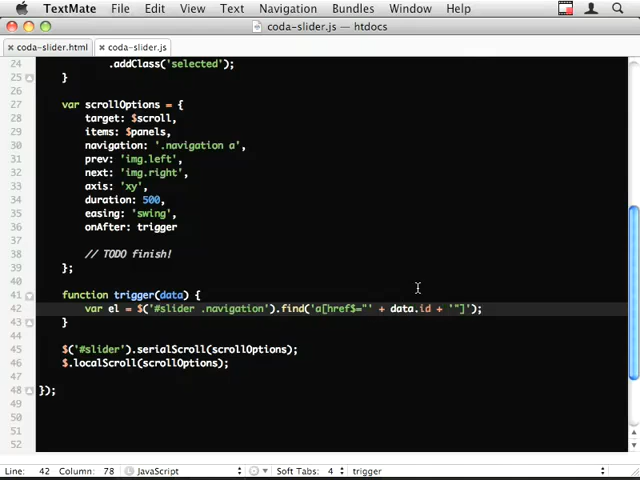 TextMate File Edit View Text Navigation Bundles Window Help
coda-slider.js — htdocs
coda-slider.html coda-slider.js
24 .addClass('selected');
25 }
26
27 var scrollOptions = {
28 target: $scroll,
29 items: $panels,
30 navigation: '.navigation a',
31 prev: 'img.left',
32 next: 'img.right',
33 axis: 'xy',
34 duration: 500,
35 easing: 'swing',
36 onAfter: trigger
37
38 // TODO finish!
39 };
40
41 function trigger(data) {
42 var el = $('#slider .navigation').find('a[href$="' + data.id + '"]');
43 }
44
45 $('#slider').serialScroll(scrollOptions);
46 $.localScroll(scrollOptions);
47
48 });
49
50
51
52
Line: 42 Column: 78 JavaScript Soft Tabs: 4 trigger